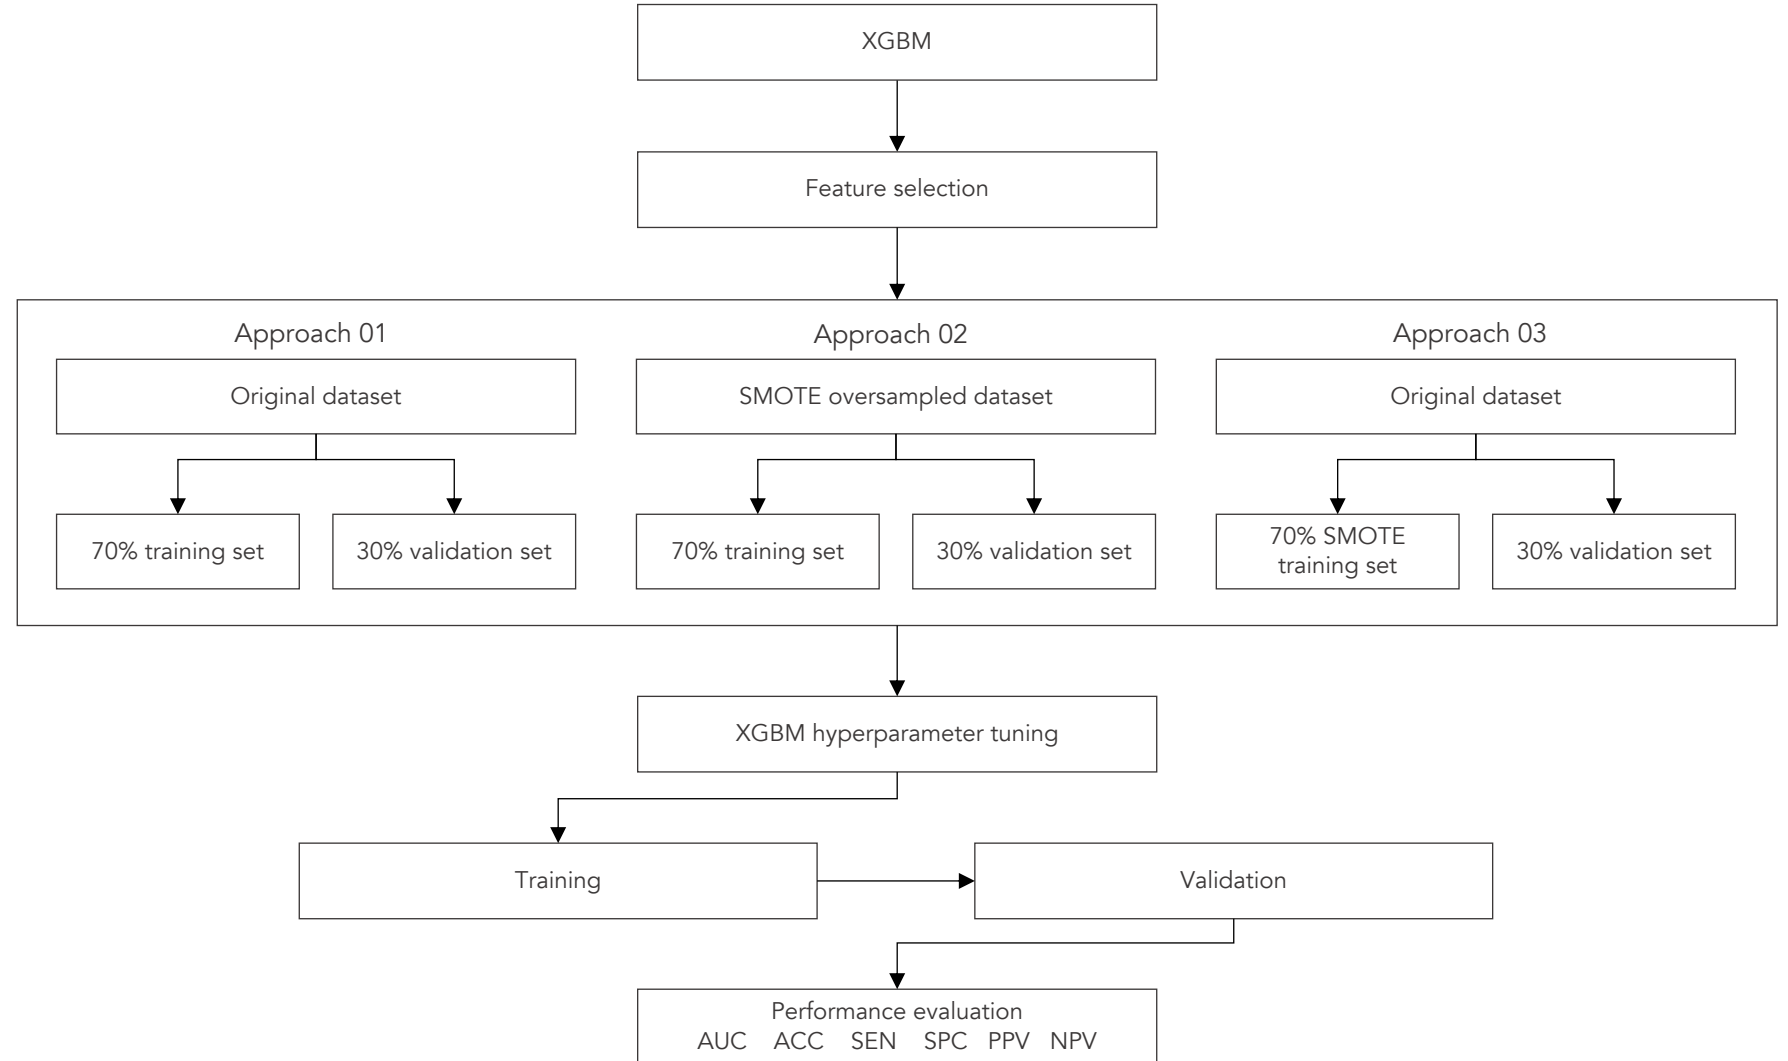 XGBM
Feature selection
Approach 01
Approach 02
Approach 03
Original dataset
SMOTE oversampled dataset
Original dataset
70% training set
30% validation set
70% training set
30% validation set
70% SMOTE
training set
30% validation set
XGBM hyperparameter tuning
Training
Validation
Performance evaluation
AUC ACC SEN SPC PPV NPV